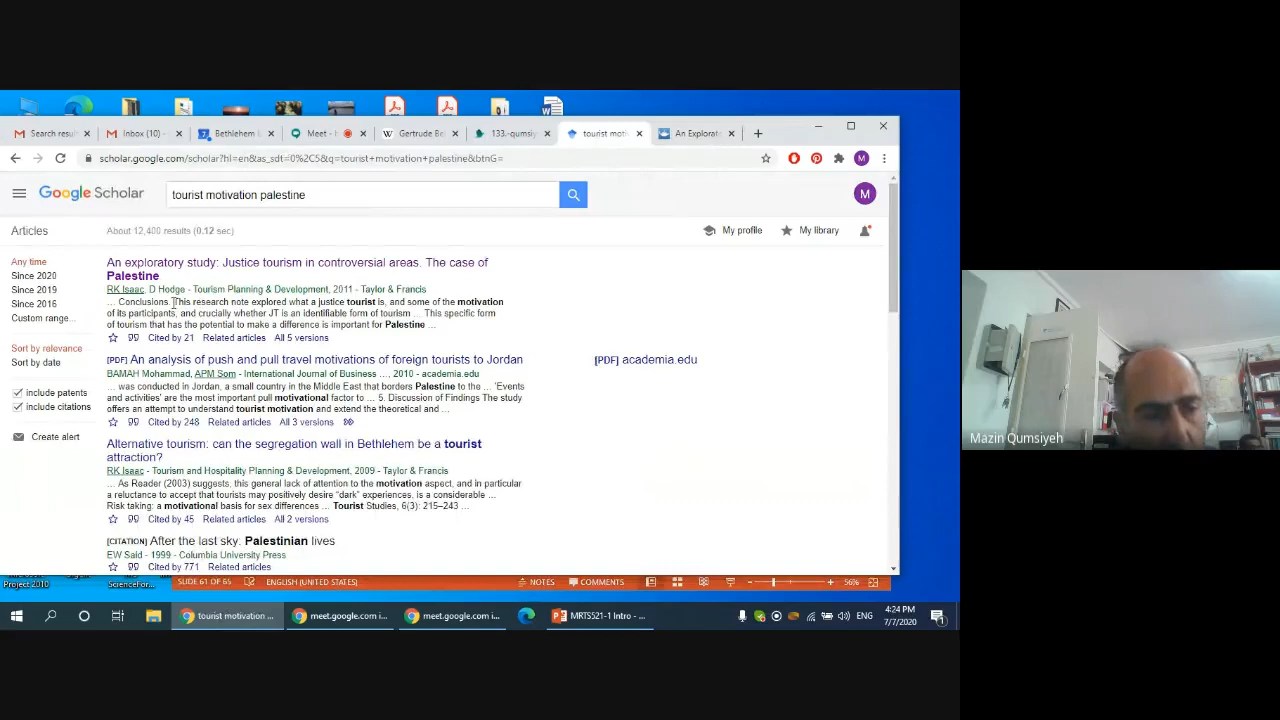 Search resul
Inbox (10) -
Bethlehem
Meet -
Gertrude Be
133.-qumsiy
tourist moti
An Explorat
scholar.google.com/scholar?hl=en&as_sdt=0%2C5&q=tourist+motivation+palestine&btnG=
M
Google Scholar
tourist motivation palestine
M
Articles
About 12,400 results (0.12 sec)
My profile
My library
Any time
Since 2020
Since 2019
Since 2016
Custom range...
Sort by relevance
Sort by date
include patents
include citations
Create alert
An exploratory study: Justice tourism in controversial areas. The case of
Palestine
RK Isaac, D Hodge - Tourism Planning & Development, 2011 - Taylor & Francis
... Conclusions This research note explored what a justice tourist is, and some of the motivation
of its participants, and crucially whether JT is an identifiable form of tourism ... This specific form
of tourism that has the potential to make a difference is important for Palestine ...
Cited by 21 Related articles All 5 versions
[PDF] An analysis of push and pull travel motivations of foreign tourists to Jordan
[PDF] academia.edu
BAMAH Mohammad, APM Som - International Journal of Business ..., 2010 - academia.edu
... was conducted in Jordan, a small country in the Middle East that borders Palestine to the ... 'Events
and activities' are the most important pull motivational factor to ... 5. Discussion of Findings The study
offers an attempt to understand tourist motivation and extend the theoretical and ...
Cited by 248 Related articles All 3 versions
Alternative tourism: can the segregation wall in Bethlehem be a tourist
attraction?
RK Isaac - Tourism and Hospitality Planning & Development, 2009 - Taylor & Francis
... As Reader (2003) suggests, this general lack of attention to the motivation aspect, and in particular
a reluctance to accept that tourists may positively desire “dark” experiences, is a considerable ...
Risk taking: a motivational basis for sex differences ... Tourist Studies, 6(3): 215–243 ...
Cited by 45 Related articles All 2 versions
[CITATION] After the last sky: Palestinian lives
EW Said - 1999 - Columbia University Press
Cited by 771 Related articles
Project 2010
ScienceFor...
SLIDE 61 OF 65
ENGLISH (UNITED STATES)
NOTES
COMMENTS
56%
tourist motivation ...
meet.google.com i...
meet.google.com i...
MRTS521-1 Intro - ...
ENG
4:24 PM
7/7/2020
1
Mazin Qumsiyeh